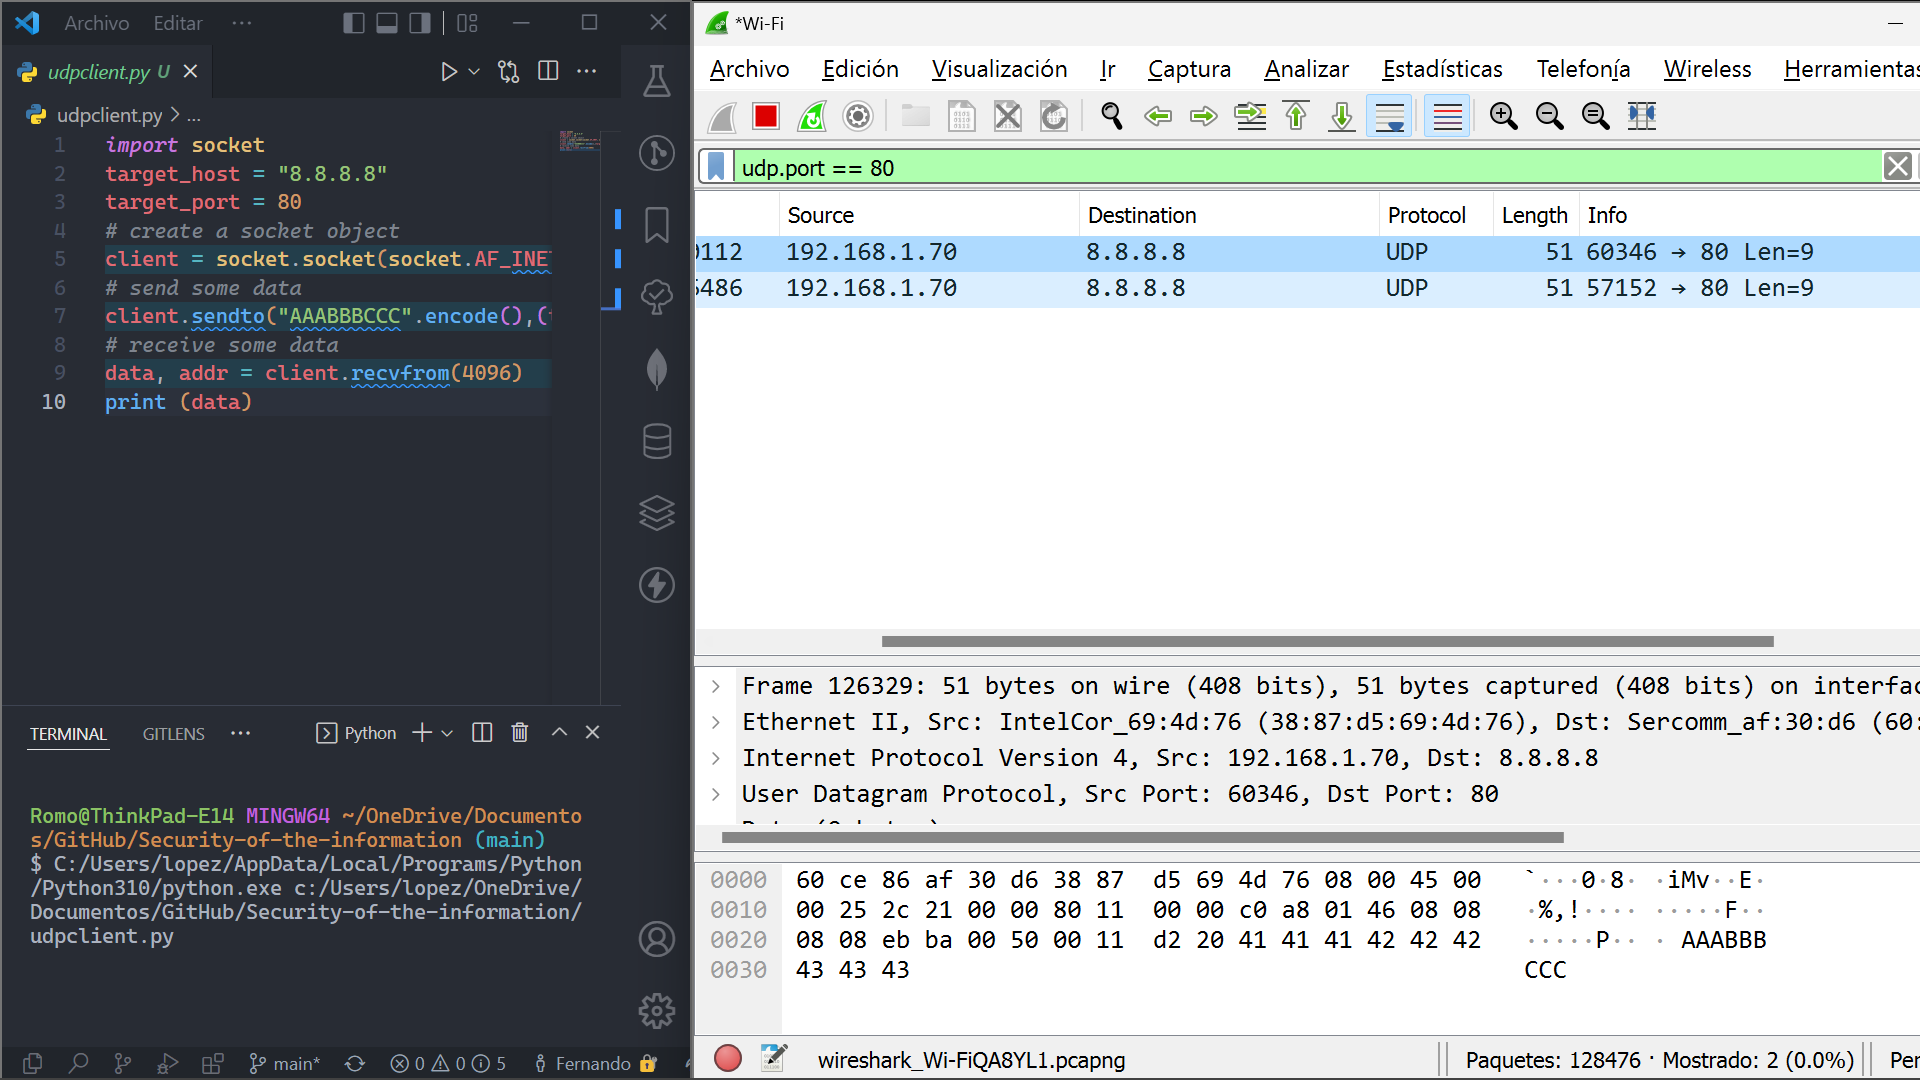 Archivo Editar ···
udpclient.py U
udpclient.py > ...
1 import socket
2 target_host = "8.8.8.8"
3 target_port = 80
4 # create a socket object
5 client = socket.socket(socket.AF_INE
6 # send some data
7 client.sendto("AAABBBCCC".encode(),(
8 # receive some data
9 data, addr = client.recvfrom(4096)
10 print (data)
TERMINAL GITLENS ··· Python
Romo@ThinkPad-E14 MINGW64 ~/OneDrive/Documento
s/GitHub/Security-of-the-information (main)
$ C:/Users/lopez/AppData/Local/Programs/Python
/Python310/python.exe c:/Users/lopez/OneDrive/
Documentos/GitHub/Security-of-the-information/
udpclient.py
main* 0 0 5 Fernando
*Wi-Fi
Archivo Edición Visualización Ir Captura Analizar Estadísticas Telefonía Wireless Herramientas
udp.port == 80
Source Destination Protocol Length Info
0112 192.168.1.70 8.8.8.8 UDP 51 60346 → 80 Len=9
486 192.168.1.70 8.8.8.8 UDP 51 57152 → 80 Len=9
Frame 126329: 51 bytes on wire (408 bits), 51 bytes captured (408 bits) on interfac
Ethernet II, Src: IntelCor_69:4d:76 (38:87:d5:69:4d:76), Dst: Sercomm_af:30:d6 (60:
Internet Protocol Version 4, Src: 192.168.1.70, Dst: 8.8.8.8
User Datagram Protocol, Src Port: 60346, Dst Port: 80
0000 60 ce 86 af 30 d6 38 87 d5 69 4d 76 08 00 45 00 `···0·8· ·iMv··E·
0010 00 25 2c 21 00 00 80 11 00 00 c0 a8 01 46 08 08 ·%,!···· ·····F··
0020 08 08 eb ba 00 50 00 11 d2 20 41 41 41 42 42 42 ·····P·· · AAABBB
0030 43 43 43 CCC
wireshark_Wi-FiQA8YL1.pcapng Paquetes: 128476 · Mostrado: 2 (0.0%) Per